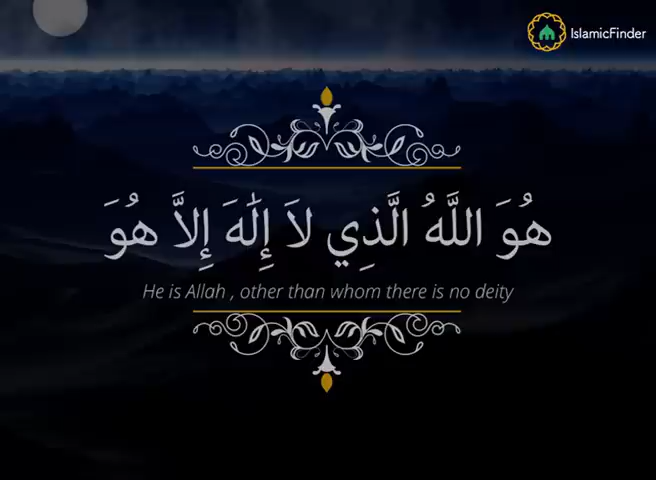 IslamicFinder
هُوَ اللَّهُ الَّذِي لاَ إِلَٰهَ إِلاَّ هُوَ
He is Allah , other than whom there is no deity